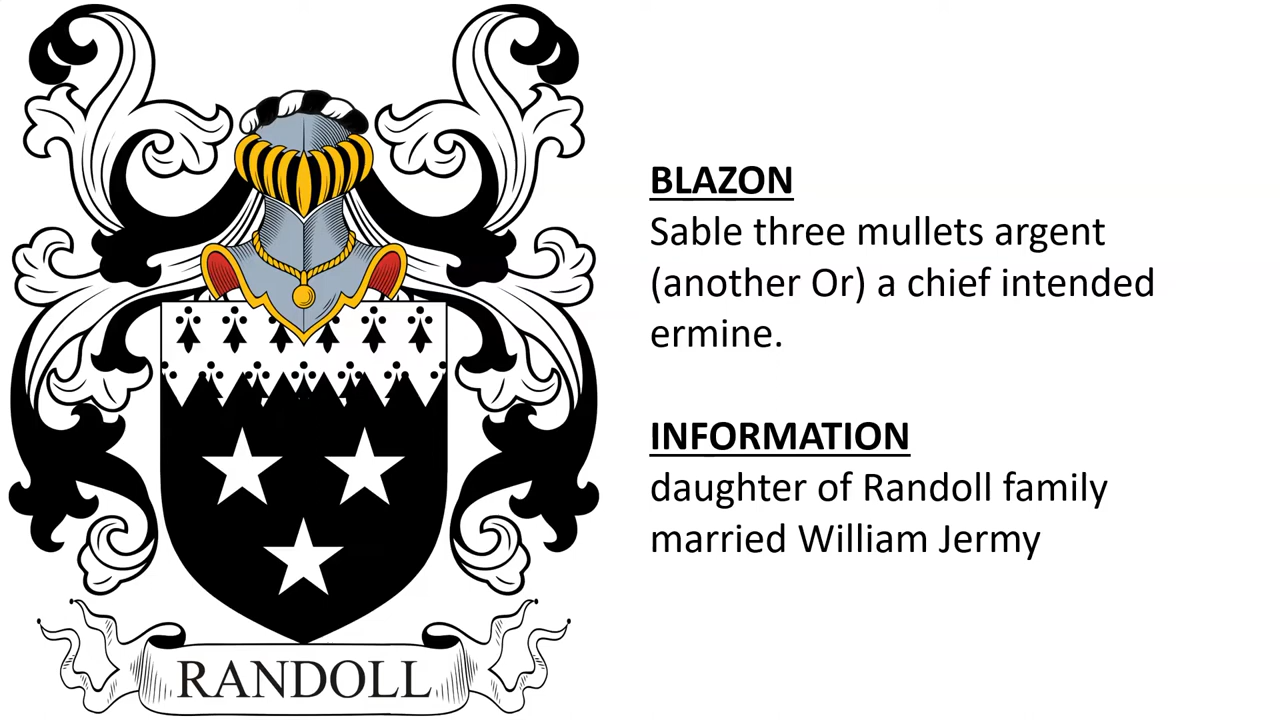 BLAZON
Sable three mullets argent
(another Or) a chief intended
ermine.
INFORMATION
daughter of Randoll family
married William Jermy
RANDOLL